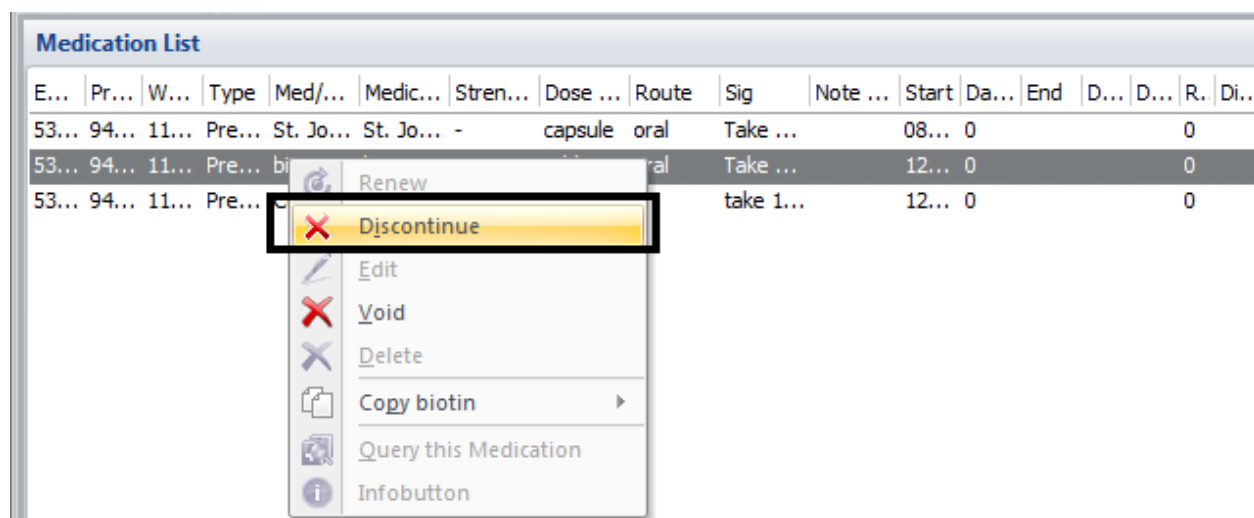 Medication List
E... Pr... W... Type Med/... Medic... Stren... Dose ... Route Sig Note ... Start Da... End D... D... R.. Di...
53... 94... 11... Pre... St. Jo... St. Jo... - capsule oral Take ... 08... 0 0
53... 94... 11... Pre... Take ... 12... 0 0
53... 94... 11... Pre... take 1... 12... 0 0
Renew
Discontinue
Edit
Void
Delete
Copy biotin
Query this Medication
Infobutton